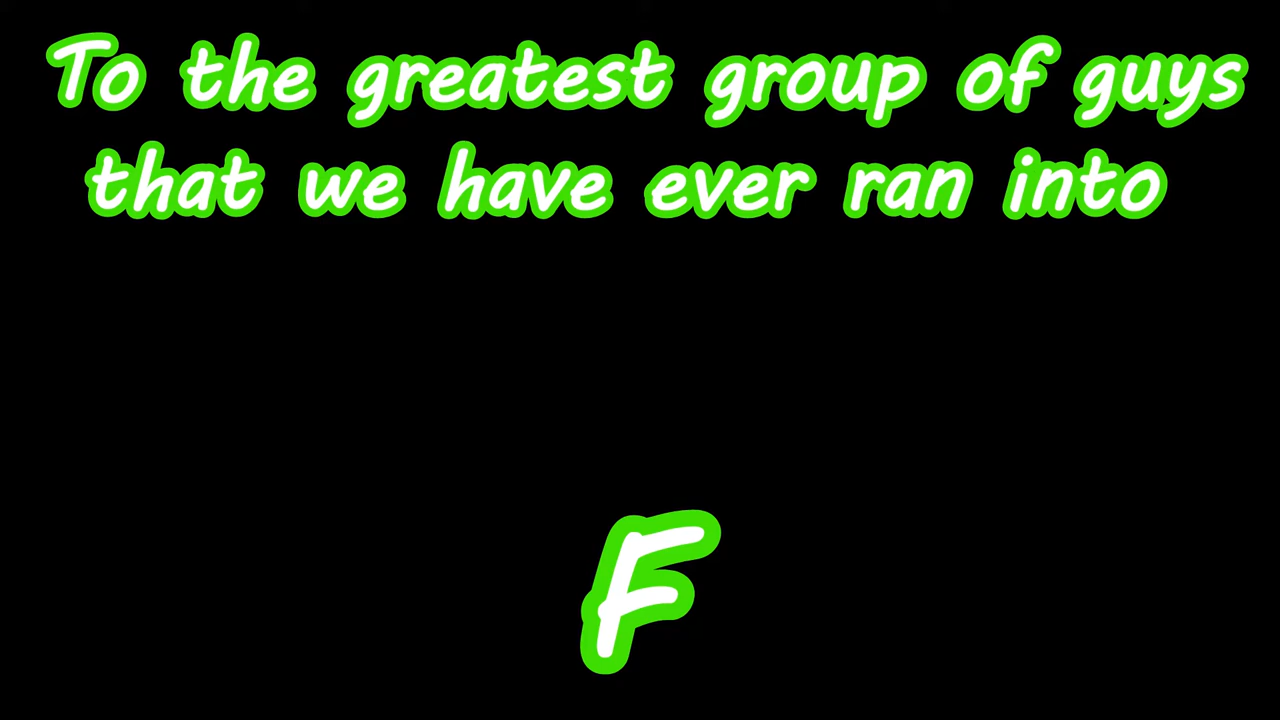 To the greatest group of guys
that we have ever ran into
F